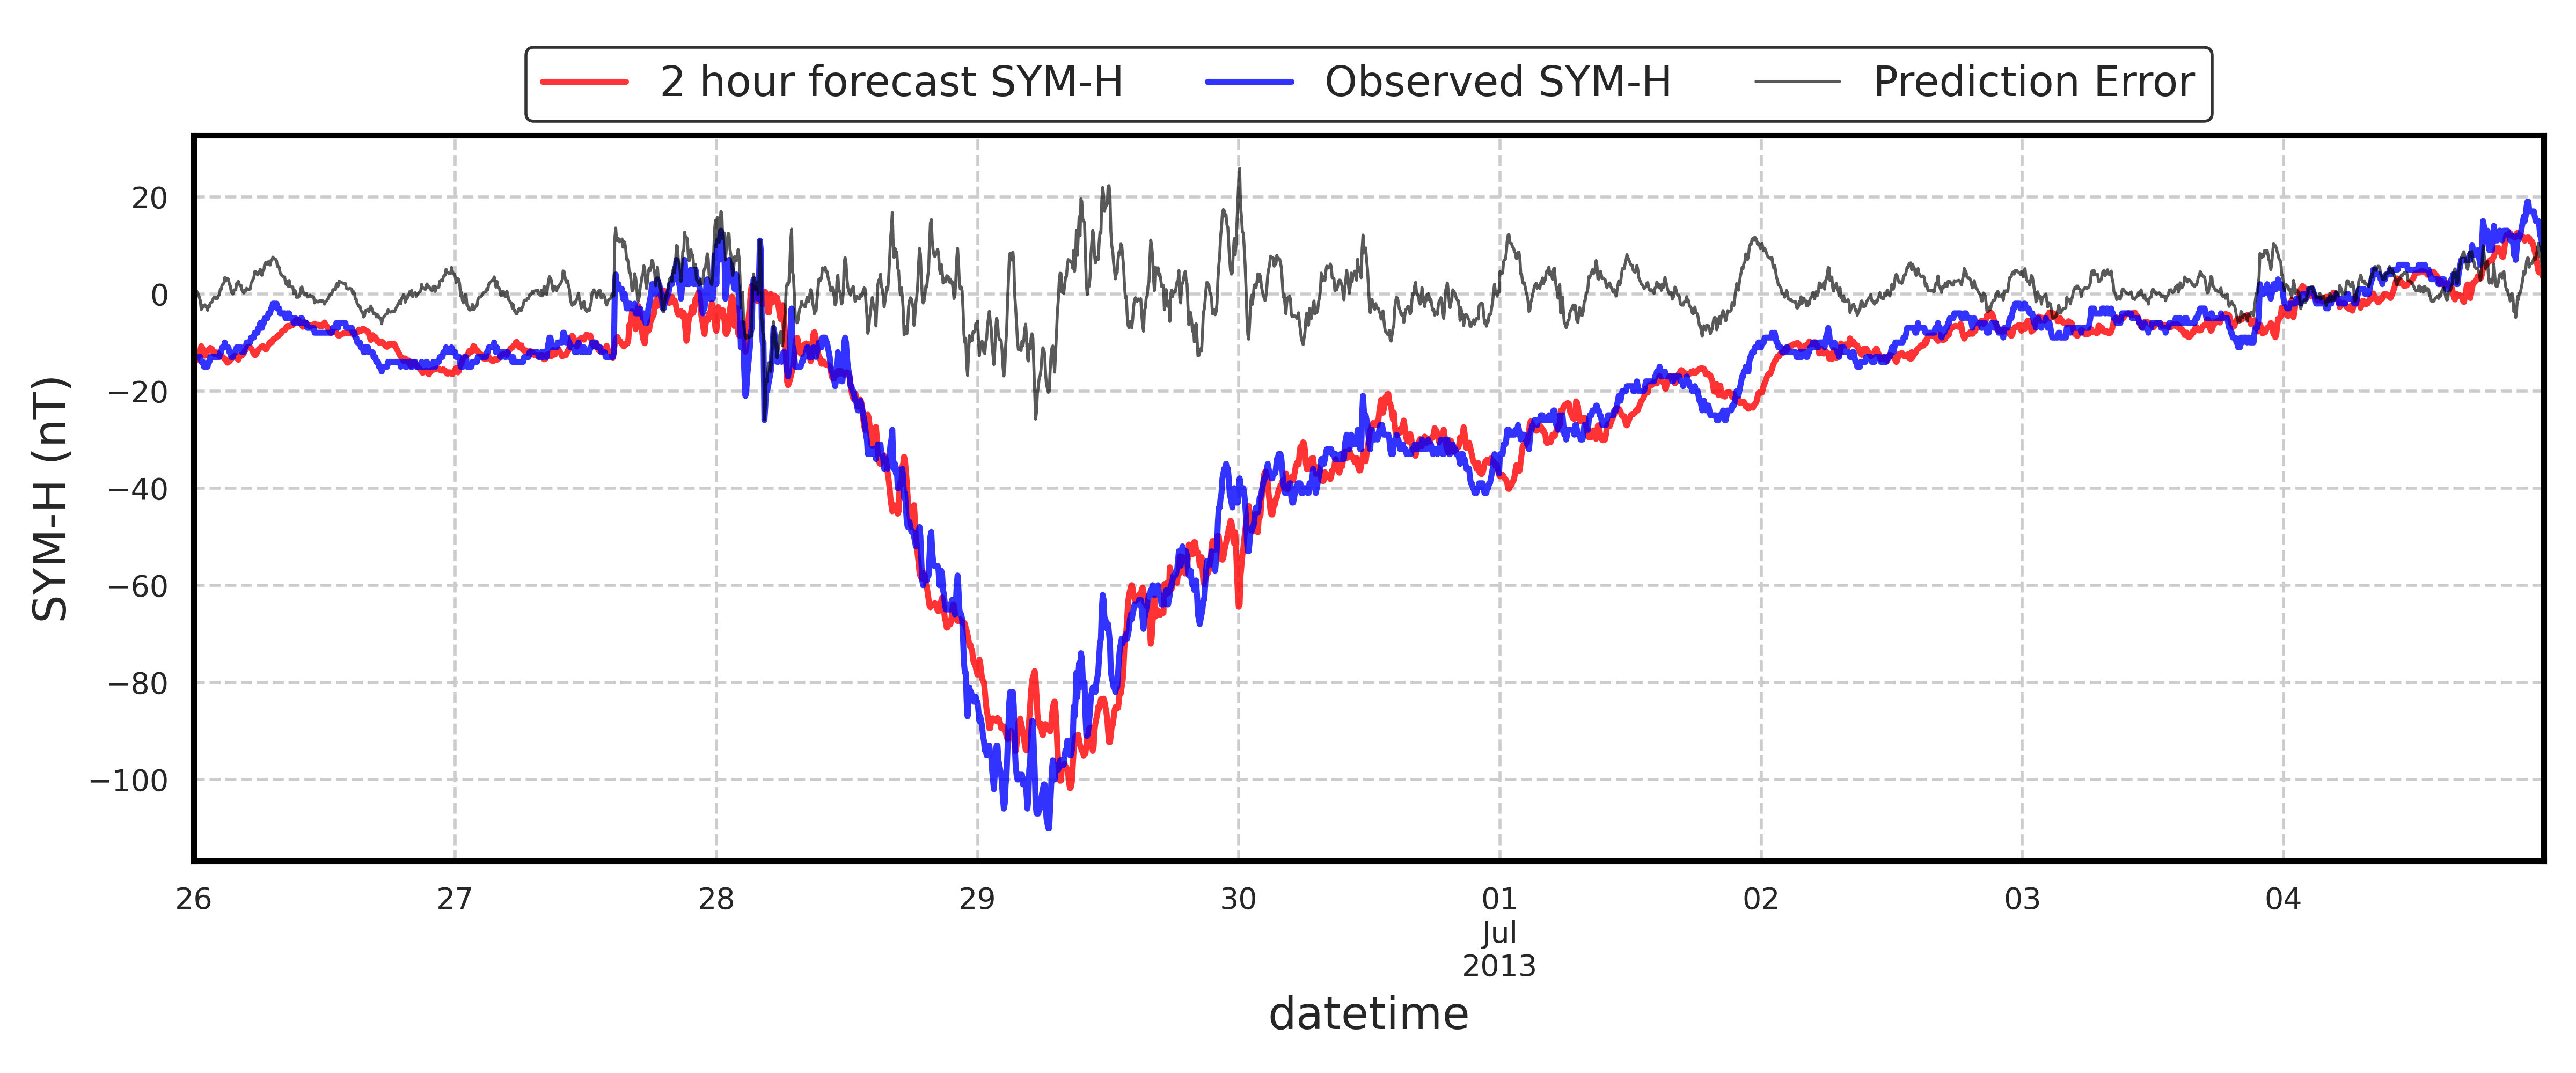 2 hour forecast SYM-H Observed SYM-H Prediction Error
SYM-H (nT)
20
0
−20
−40
−60
−80
−100
26 27 28 29 30 01 02 03 04
Jul
2013
datetime